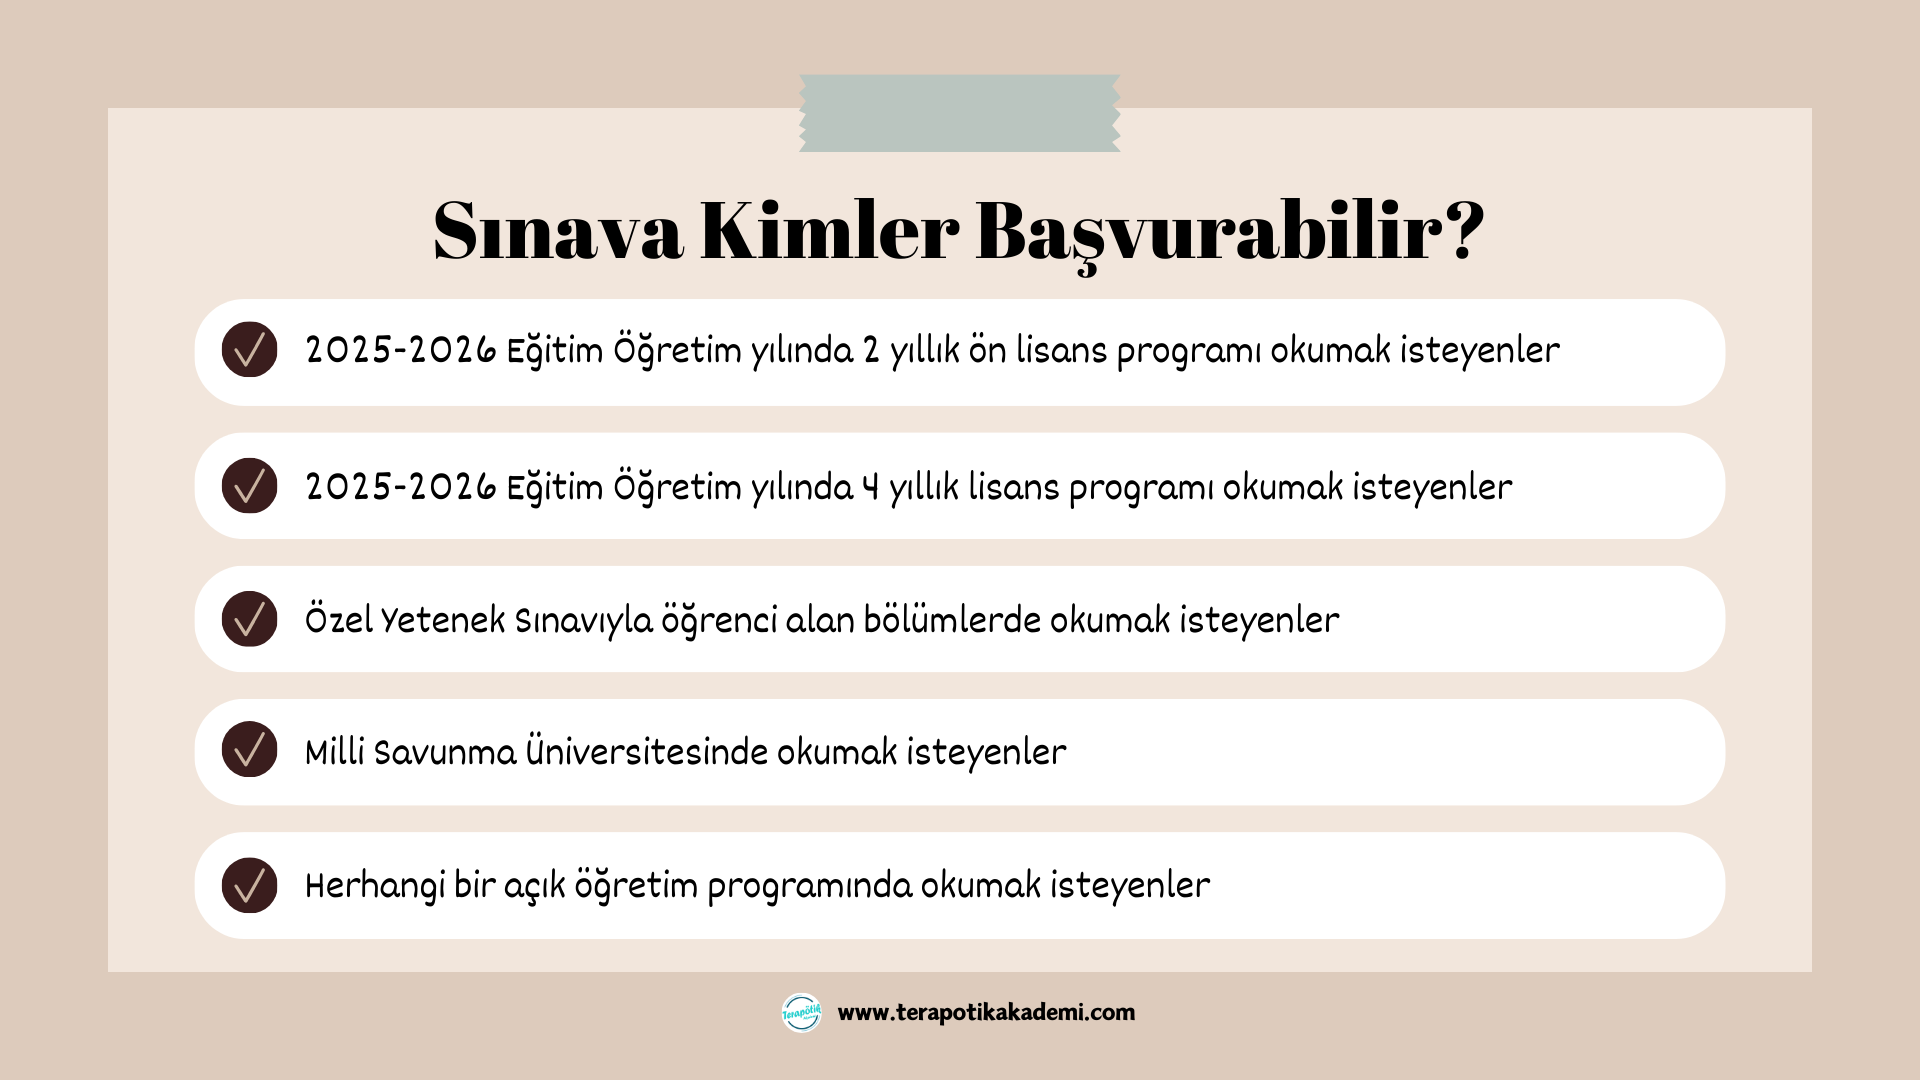 Sınava Kimler Başvurabilir?
2025-2026 Eğitim Öğretim yılında 2 yıllık ön lisans programı okumak isteyenler
2025-2026 Eğitim Öğretim yılında 4 yıllık lisans programı okumak isteyenler
Özel Yetenek Sınavıyla öğrenci alan bölümlerde okumak isteyenler
Milli Savunma Üniversitesinde okumak isteyenler
Herhangi bir açık öğretim programında okumak isteyenler
Terapötik
www.terapotikakademi.com